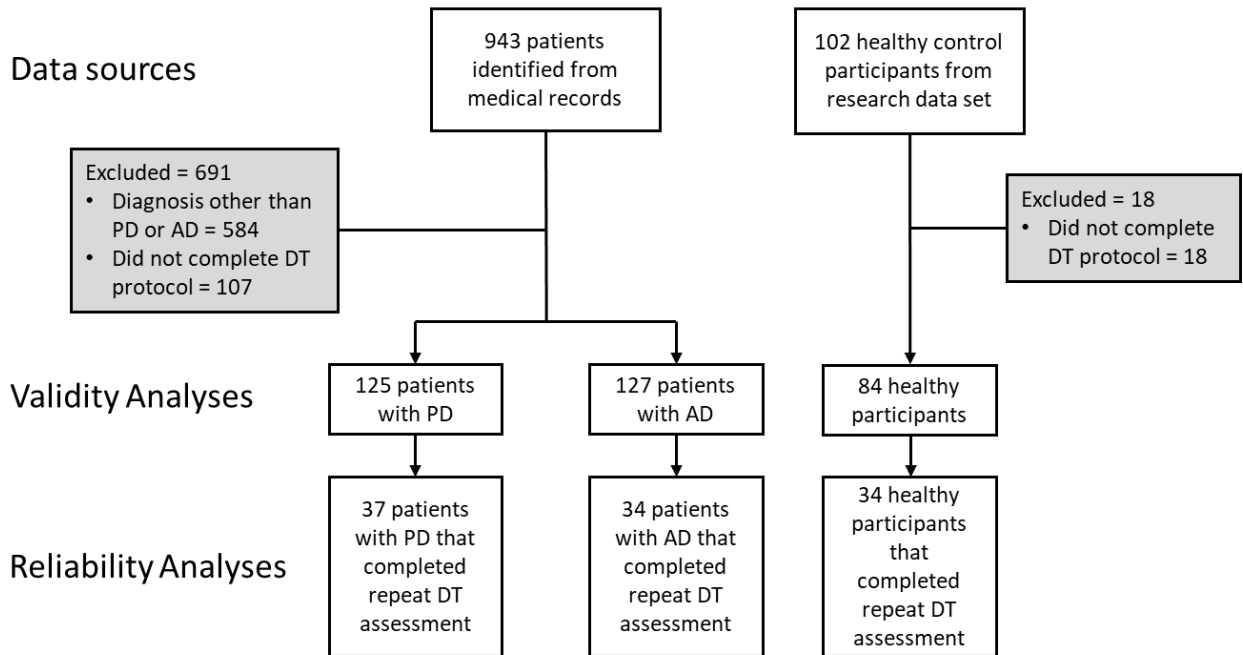 Data sources
943 patients
identified from
medical records
102 healthy control
participants from
research data set
Excluded = 691
• Diagnosis other than
PD or AD = 584
• Did not complete DT
protocol = 107
Excluded = 18
• Did not complete
DT protocol = 18
Validity Analyses
125 patients
with PD
127 patients
with AD
84 healthy
participants
Reliability Analyses
37 patients
with PD that
completed
repeat DT
assessment
34 patients
with AD that
completed
repeat DT
assessment
34 healthy
participants
that
completed
repeat DT
assessment